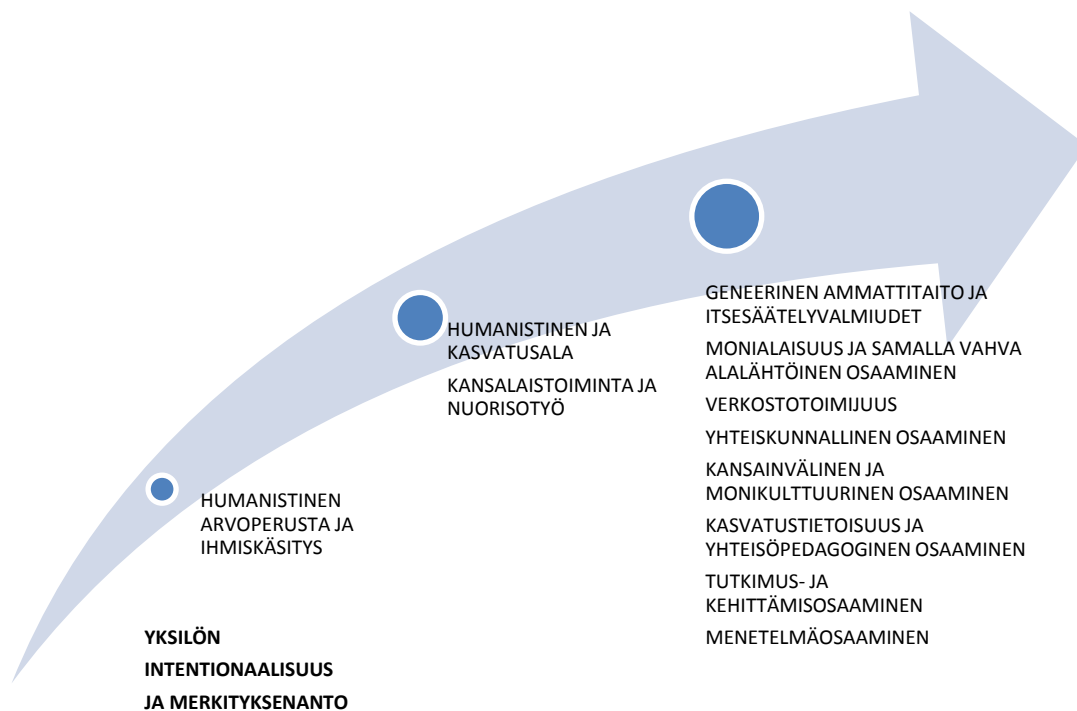 HUMANISTINEN
ARVOPERUSTA JA
IHMISKÄSITYS
YKSILÖN
INTENTIONAALISUUS
JA MERKITYKSENANTO
HUMANISTINEN JA
KASVATUSALA
KANSALAISTOIMINTA JA
NUORISOTYÖ
GENEERINEN AMMATTITAITO JA
ITSESÄÄTELYVALMIUDET
MONIALAISUUS JA SAMALLA VAHVA
ALALÄHTÖINEN OSAAMINEN
VERKOSTOTOIMIJUUS
YHTEISKUNNALLINEN OSAAMINEN
KANSAINVÄLINEN JA
MONIKULTTUURINEN OSAAMINEN
KASVATUSTIETOISUUS JA
YHTEISÖPEDAGOGINEN OSAAMINEN
TUTKIMUS- JA
KEHITTÄMISOSAAMINEN
MENETELMÄOSAAMINEN